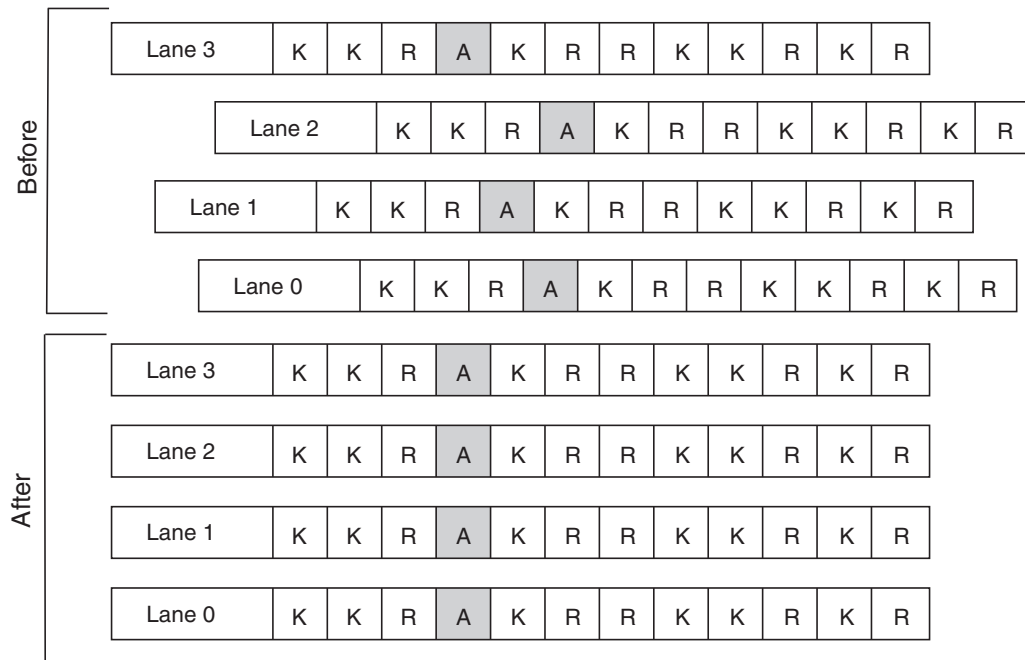 Before
Lane 3 K K R A K R R K K R K R
Lane 2 K K R A K R R K K R K R
Lane 1 K K R A K R R K K R K R
Lane 0 K K R A K R R K K R K R
After
Lane 3 K K R A K R R K K R K R
Lane 2 K K R A K R R K K R K R
Lane 1 K K R A K R R K K R K R
Lane 0 K K R A K R R K K R K R